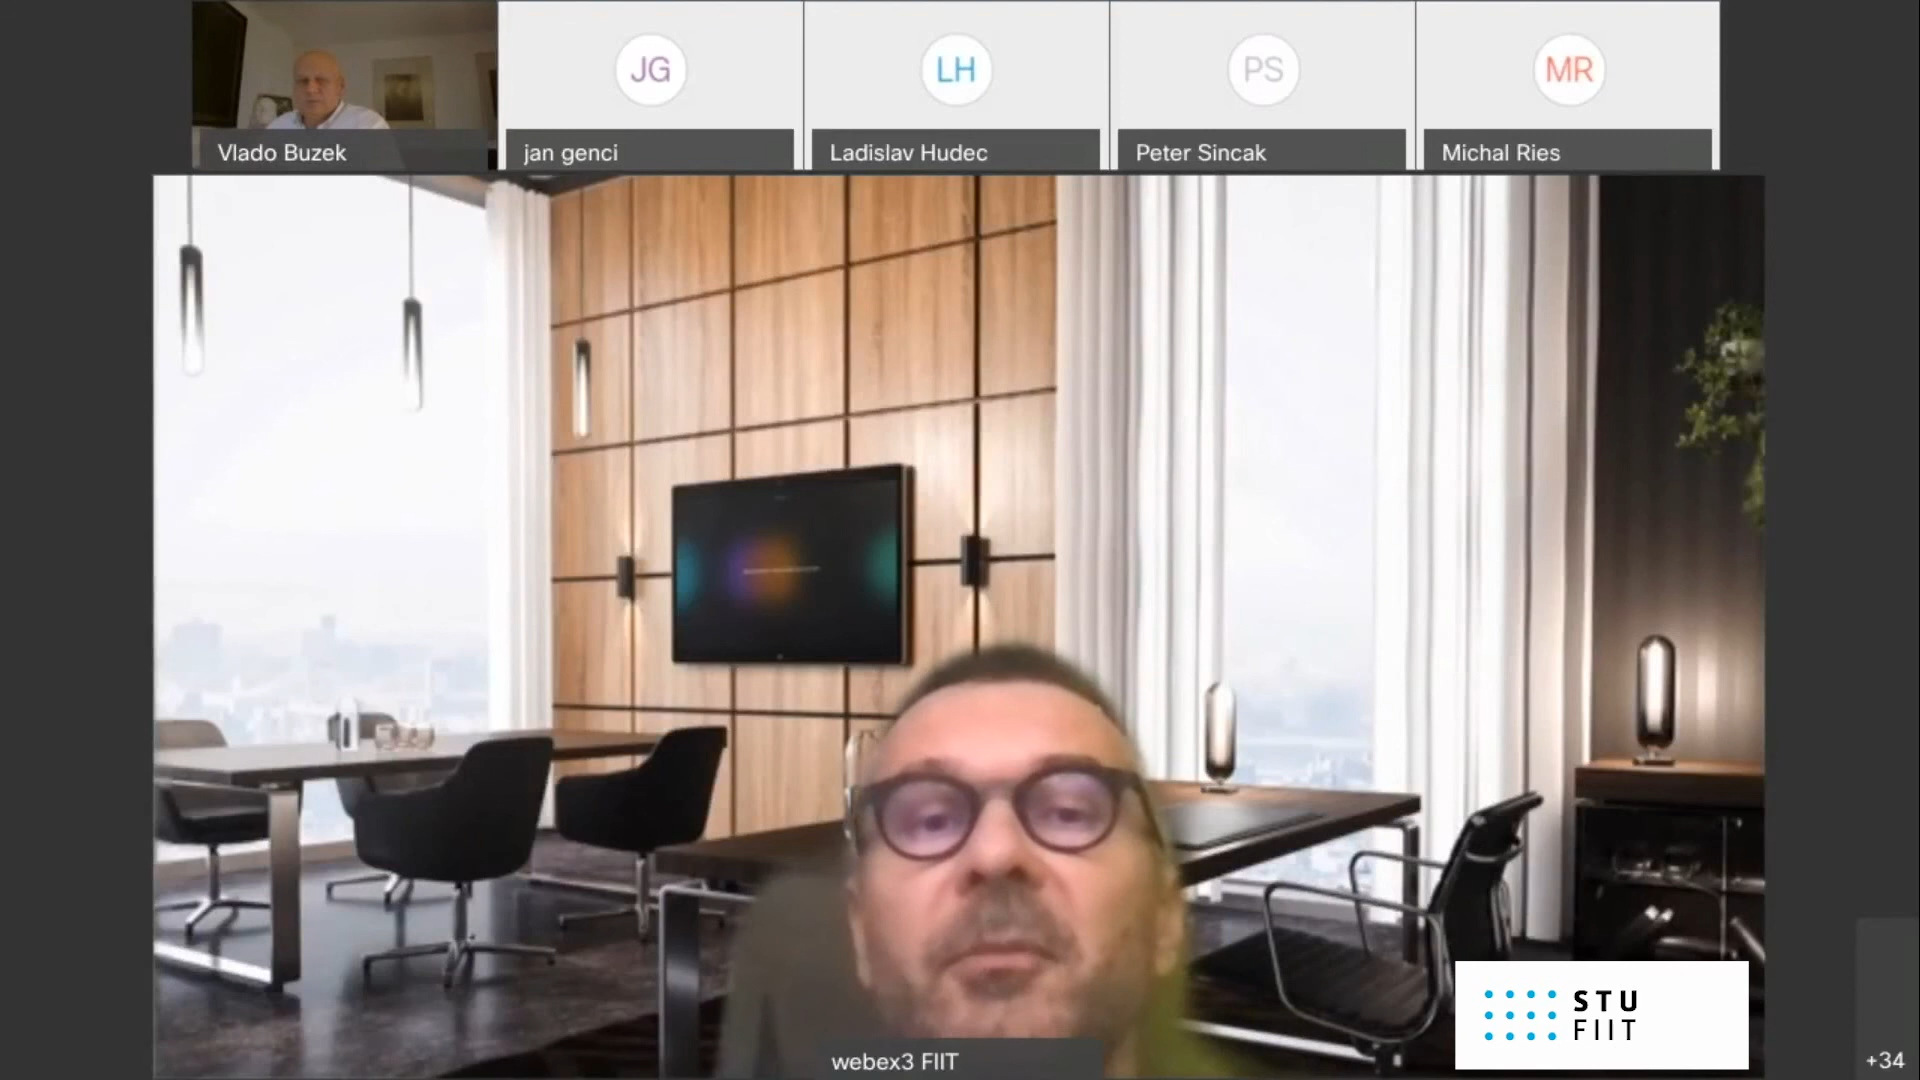 JG
LH
PS
MR
Vlado Buzek
jan genci
Ladislav Hudec
Peter Sincak
Michal Ries
STU
FIIT
webex3 FIIT
+34